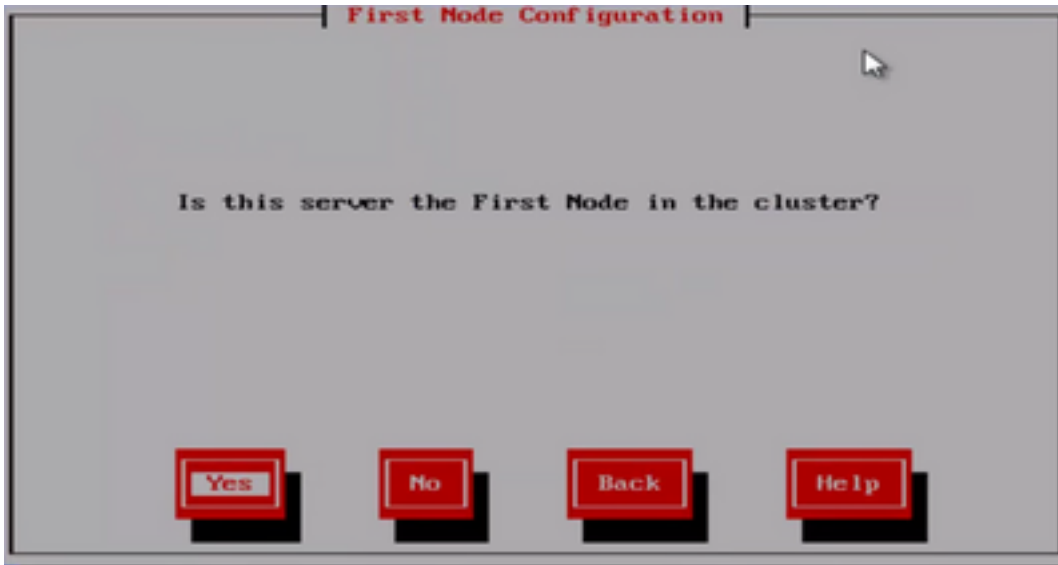 First Node Configuration
Is this server the First Node in the cluster?
Yes No Back Help